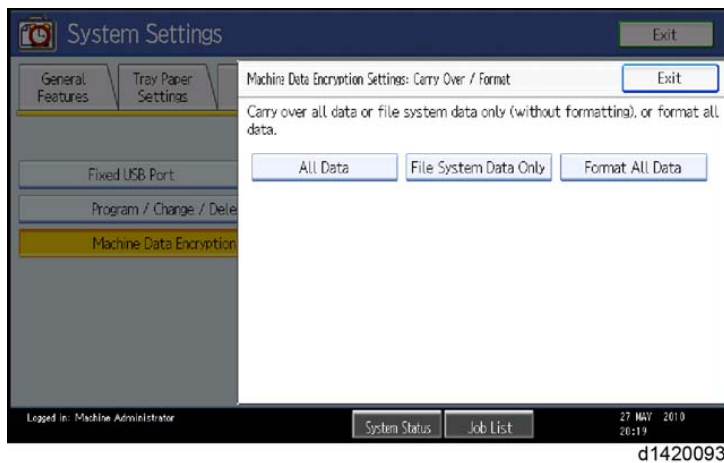 System Settings
Exit
General
Features
Tray Paper
Settings
Machine Data Encryption Settings: Carry Over / Format
Exit
Carry over all data or file system data only (without formatting), or format all
data.
All Data
File System Data Only
Format All Data
Fixed USB Port
Program / Change / Dele
Machine Data Encryption
Logged in: Machine Administrator
System Status
Job List
27 MAY 2010
20:19
d1420093